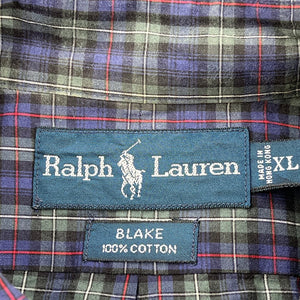 Ralph Lauren
MADE IN
HONG KONG
XL
BLAKE
100% COTTON